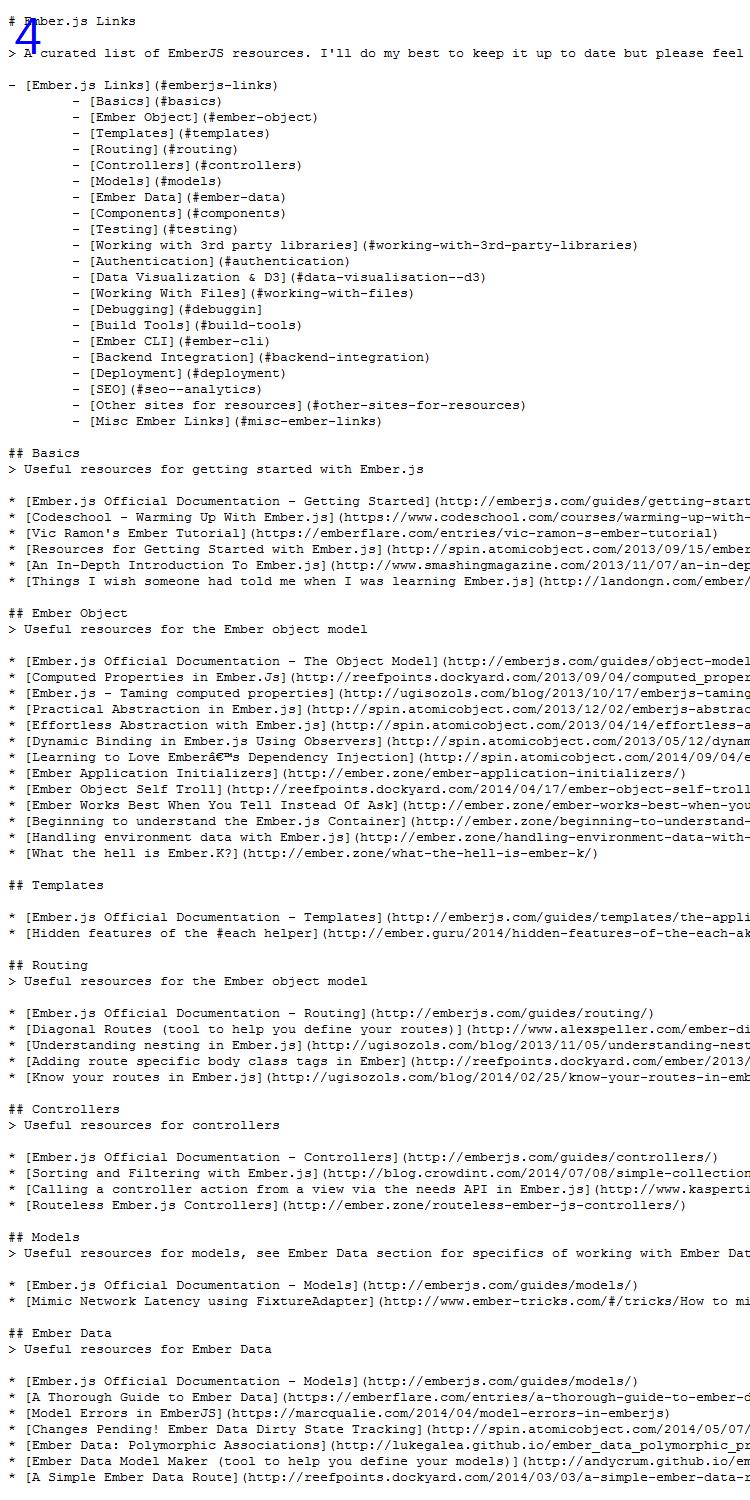 4
# Ember.js Links
> A curated list of EmberJS resources. I'll do my best to keep it up to date but please feel
- [Ember.js Links](#emberjs-links)
- [Basics](#basics)
- [Ember Object](#ember-object)
- [Templates](#templates)
- [Routing](#routing)
- [Controllers](#controllers)
- [Models](#models)
- [Ember Data](#ember-data)
- [Components](#components)
- [Testing](#testing)
- [Working with 3rd party libraries](#working-with-3rd-party-libraries)
- [Authentication](#authentication)
- [Data Visualization & D3](#data-visualisation--d3)
- [Working With Files](#working-with-files)
- [Debugging](#debuggin]
- [Build Tools](#build-tools)
- [Ember CLI](#ember-cli)
- [Backend Integration](#backend-integration)
- [Deployment](#deployment)
- [SEO](#seo--analytics)
- [Other sites for resources](#other-sites-for-resources)
- [Misc Ember Links](#misc-ember-links)
## Basics
> Useful resources for getting started with Ember.js
* [Ember.js Official Documentation - Getting Started](http://emberjs.com/guides/getting-start
* [Codeschool - Warming Up With Ember.js](https://www.codeschool.com/courses/warming-up-with-
* [Vic Ramon's Ember Tutorial](https://emberflare.com/entries/vic-ramon-s-ember-tutorial)
* [Resources for Getting Started with Ember.js](http://spin.atomicobject.com/2013/09/15/ember
* [An In-Depth Introduction To Ember.js](http://www.smashingmagazine.com/2013/11/07/an-in-dep
* [Things I wish someone had told me when I was learning Ember.js](http://landongn.com/ember/
## Ember Object
> Useful resources for the Ember object model
* [Ember.js Official Documentation - The Object Model](http://emberjs.com/guides/object-model
* [Computed Properties in Ember.Js](http://reefpoints.dockyard.com/2013/09/04/computed_proper
* [Ember.js - Taming computed properties](http://ugisozols.com/blog/2013/10/17/emberjs-taming
* [Practical Abstraction in Ember.js](http://spin.atomicobject.com/2013/12/02/emberjs-abstrac
* [Effortless Abstraction with Ember.js](http://spin.atomicobject.com/2013/04/14/effortless-a
* [Dynamic Binding in Ember.js Using Observers](http://spin.atomicobject.com/2013/05/12/dynam
* [Learning to Love Emberâ€™s Dependency Injection](http://spin.atomicobject.com/2014/09/04/e
* [Ember Application Initializers](http://ember.zone/ember-application-initializers/)
* [Ember Object Self Troll](http://reefpoints.dockyard.com/2014/04/17/ember-object-self-troll
* [Ember Works Best When You Tell Instead Of Ask](http://ember.zone/ember-works-best-when-you
* [Beginning to understand the Ember.js Container](http://ember.zone/beginning-to-understand-
* [Handling environment data with Ember.js](http://ember.zone/handling-environment-data-with-
* [What the hell is Ember.K?](http://ember.zone/what-the-hell-is-ember-k/)
## Templates
* [Ember.js Official Documentation - Templates](http://emberjs.com/guides/templates/the-appli
* [Hidden features of the #each helper](http://ember.guru/2014/hidden-features-of-the-each-ak
## Routing
> Useful resources for the Ember object model
* [Ember.js Official Documentation - Routing](http://emberjs.com/guides/routing/)
* [Diagonal Routes (tool to help you define your routes)](http://www.alexspeller.com/ember-di
* [Understanding nesting in Ember.js](http://ugisozols.com/blog/2013/11/05/understanding-nest
* [Adding route specific body class tags in Ember](http://reefpoints.dockyard.com/ember/2013/
* [Know your routes in Ember.js](http://ugisozols.com/blog/2014/02/25/know-your-routes-in-emb
## Controllers
> Useful resources for controllers
* [Ember.js Official Documentation - Controllers](http://emberjs.com/guides/controllers/)
* [Sorting and Filtering with Ember.js](http://blog.crowdint.com/2014/07/08/simple-collection
* [Calling a controller action from a view via the needs API in Ember.js](http://www.kasperti
* [Routeless Ember.js Controllers](http://ember.zone/routeless-ember-js-controllers/)
## Models
> Useful resources for models, see Ember Data section for specifics of working with Ember Dat
* [Ember.js Official Documentation - Models](http://emberjs.com/guides/models/)
* [Mimic Network Latency using FixtureAdapter](http://www.ember-tricks.com/#/tricks/How to mi
## Ember Data
> Useful resources for Ember Data
* [Ember.js Official Documentation - Models](http://emberjs.com/guides/models/)
* [A Thorough Guide to Ember Data](https://emberflare.com/entries/a-thorough-guide-to-ember-d
* [Model Errors in EmberJS](https://marcqualie.com/2014/04/model-errors-in-emberjs)
* [Changes Pending! Ember Data Dirty State Tracking](http://spin.atomicobject.com/2014/05/07/
* [Ember Data: Polymorphic Associations](http://lukegalea.github.io/ember_data_polymorphic_pr
* [Ember Data Model Maker (tool to help you define your models)](http://andycrum.github.io/em
* [A Simple Ember Data Route](http://reefpoints.dockyard.com/2014/03/03/a-simple-ember-data-r